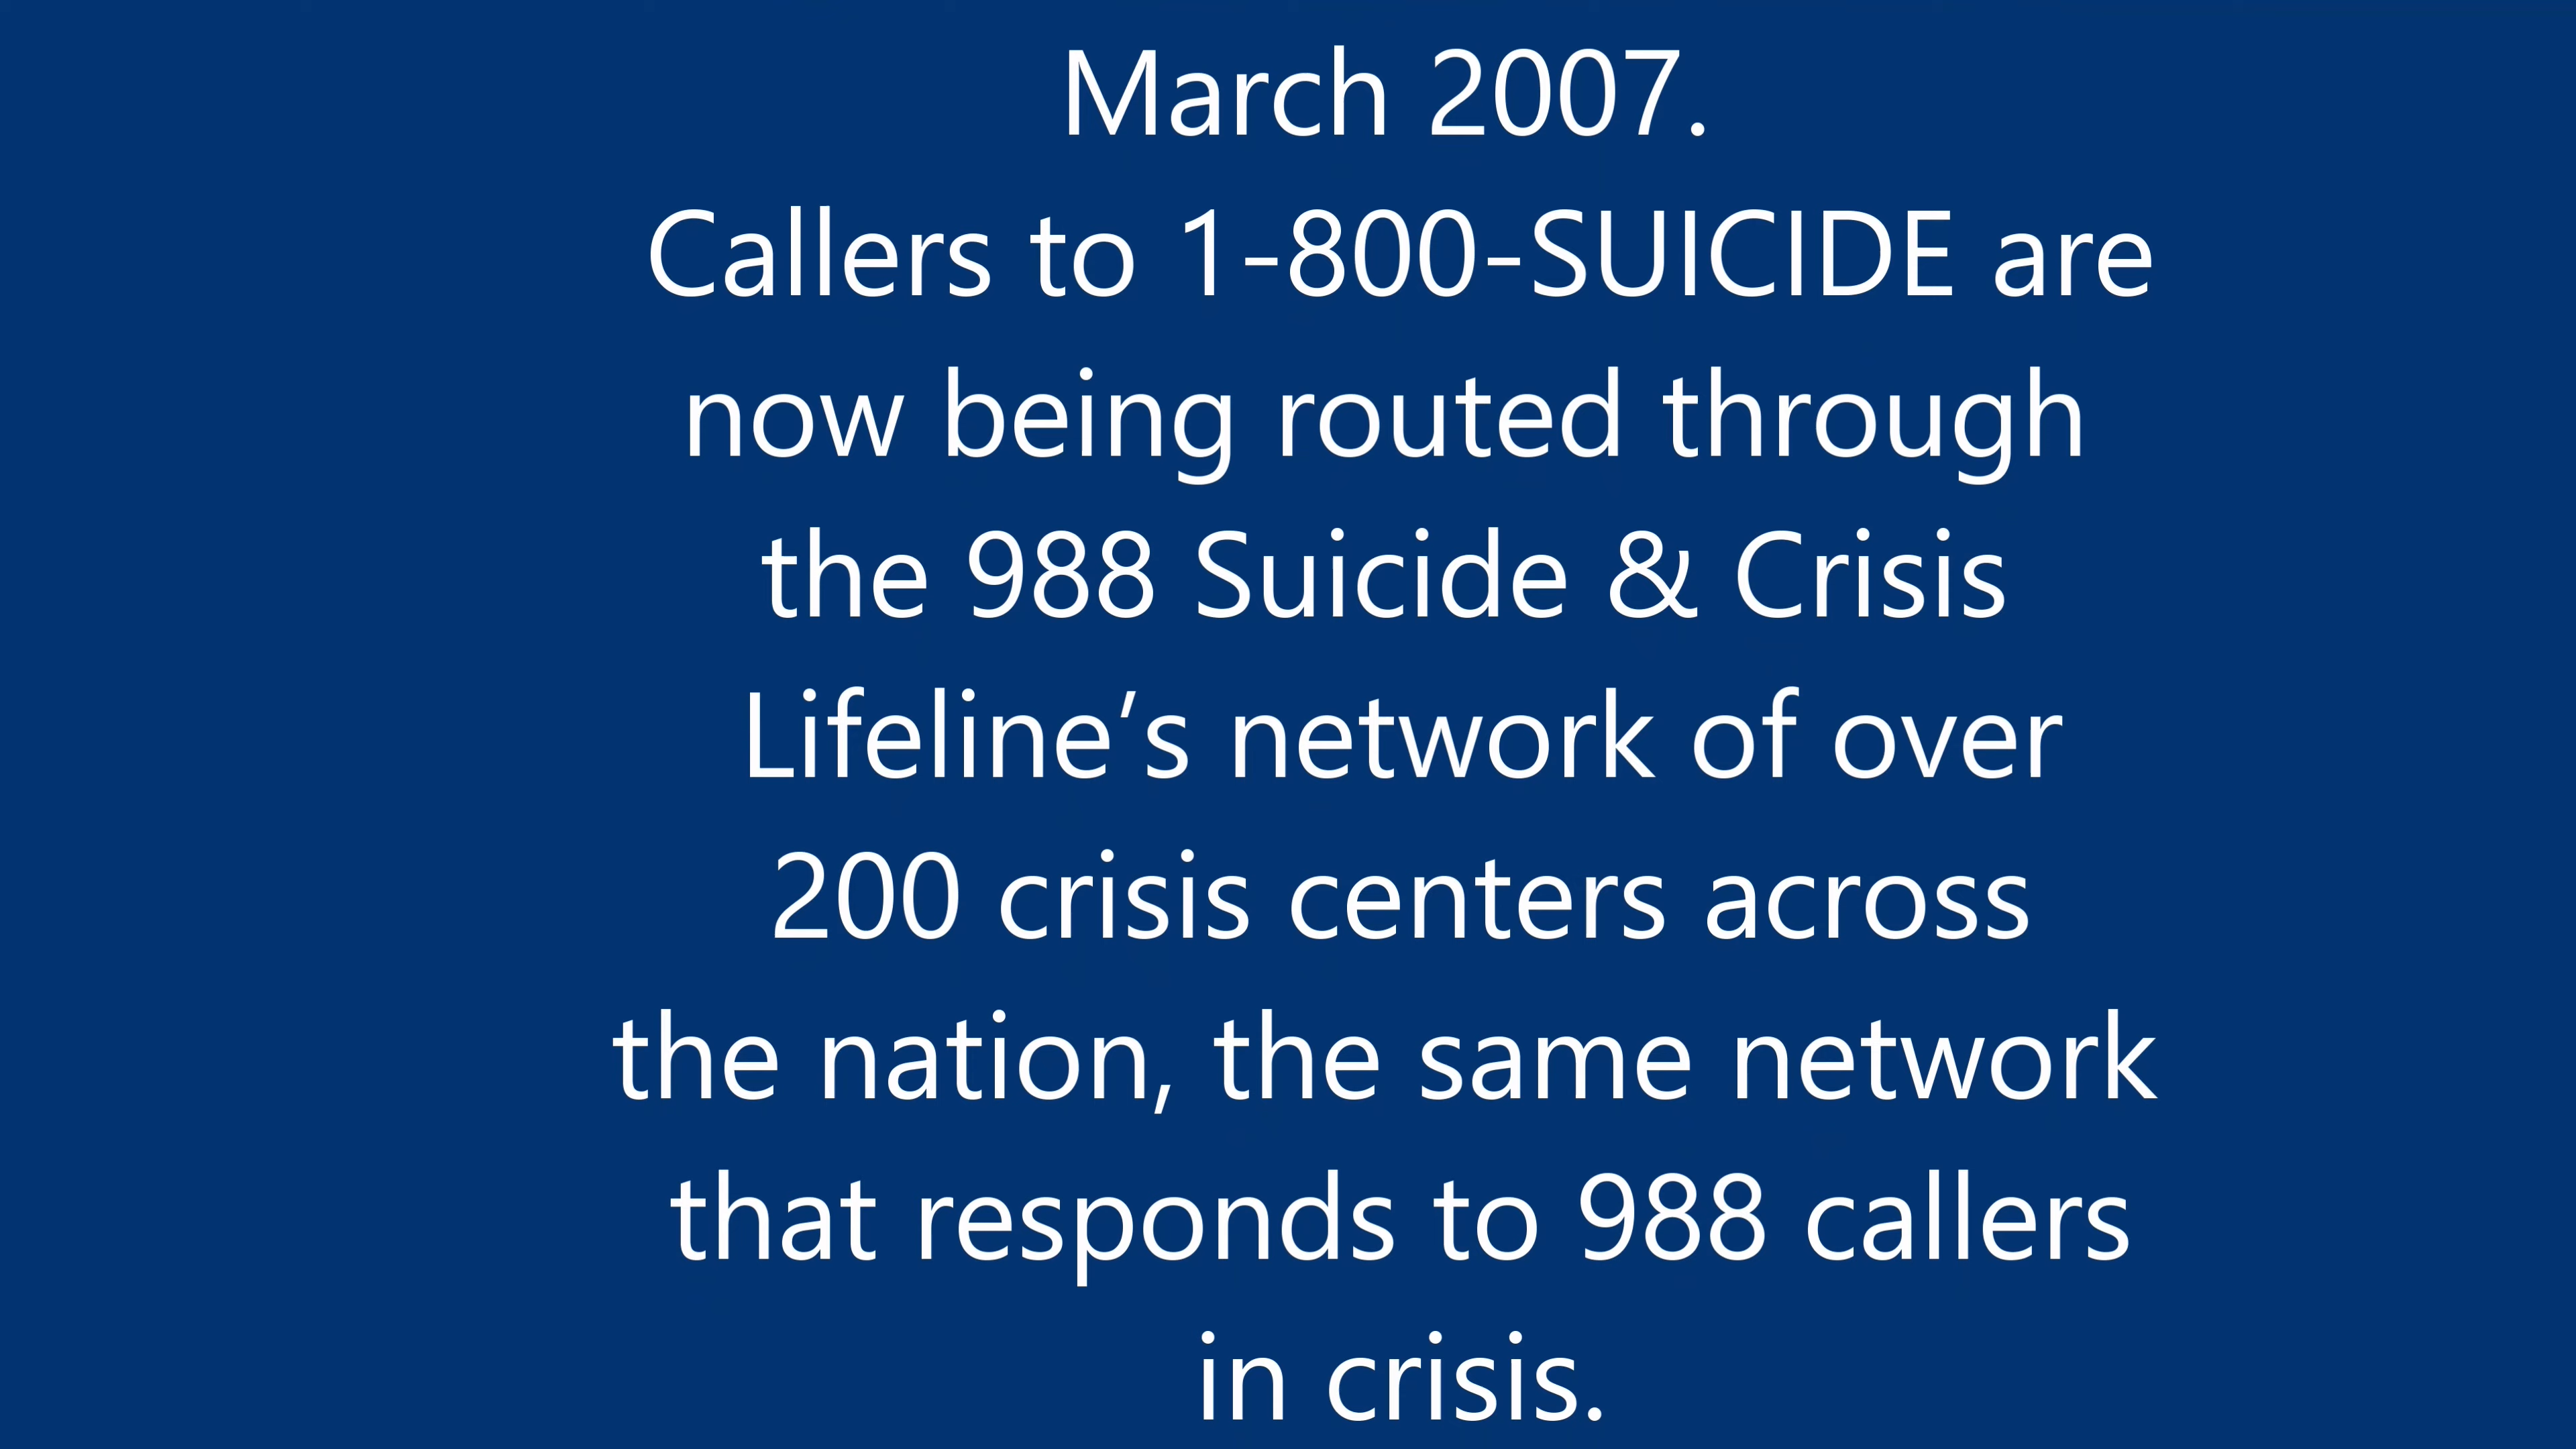 March 2007.
Callers to 1-800-SUICIDE are
now being routed through
the 988 Suicide & Crisis
Lifeline’s network of over
200 crisis centers across
the nation, the same network
that responds to 988 callers
in crisis.